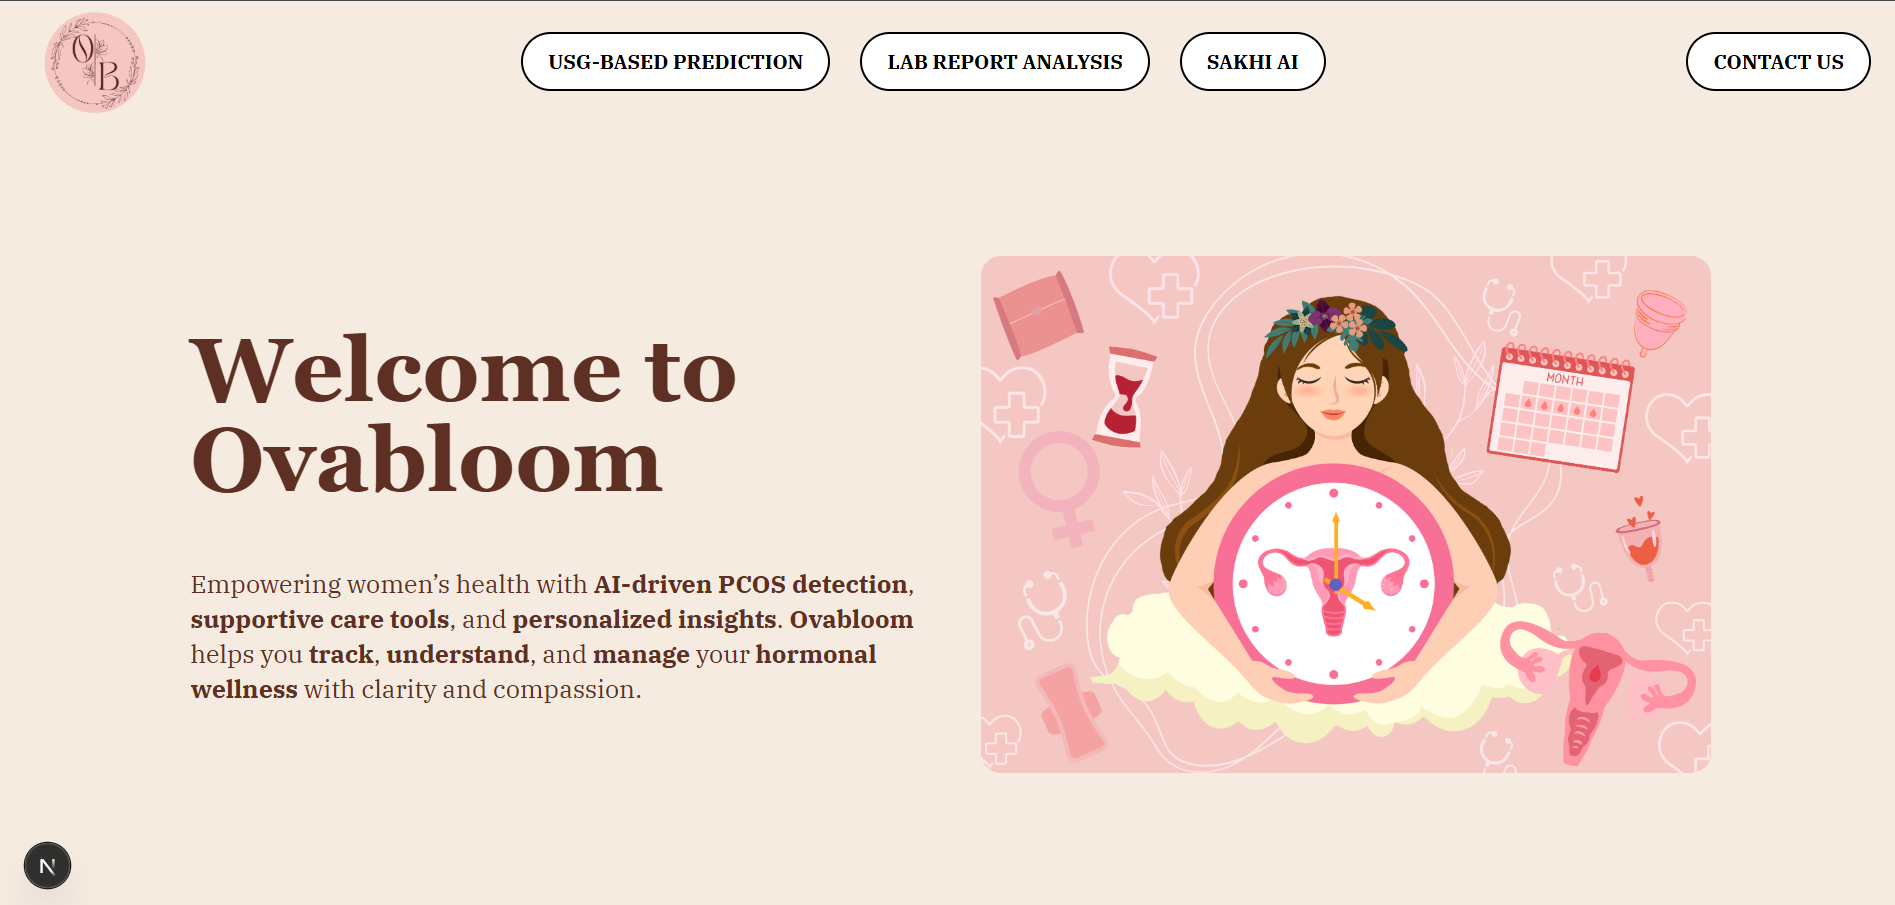 OB
USG-BASED PREDICTION
LAB REPORT ANALYSIS
SAKHI AI
CONTACT US
Welcome to
Ovabloom
Empowering women’s health with AI-driven PCOS detection,
supportive care tools, and personalized insights. Ovabloom
helps you track, understand, and manage your hormonal
wellness with clarity and compassion.
MONTH
N